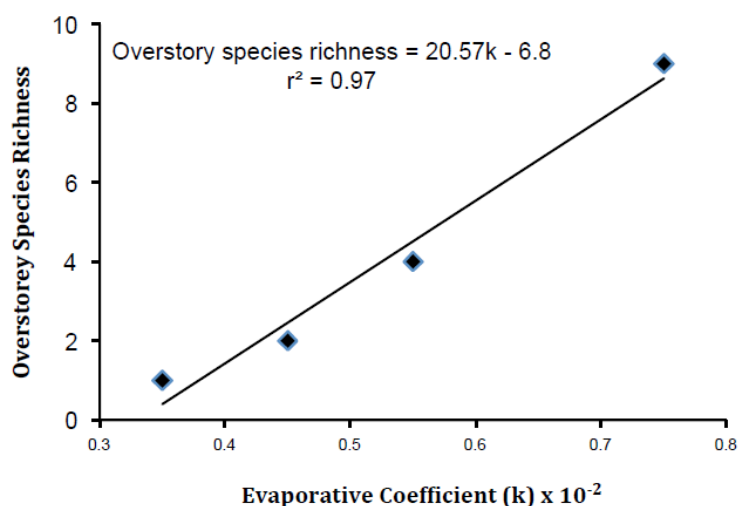 10
Overstory species richness = 20.57k - 6.8
r² = 0.97
8
6
4
2
0
Overstorey Species Richness
0.3 0.4 0.5 0.6 0.7 0.8
Evaporative Coefficient (k) x 10⁻²